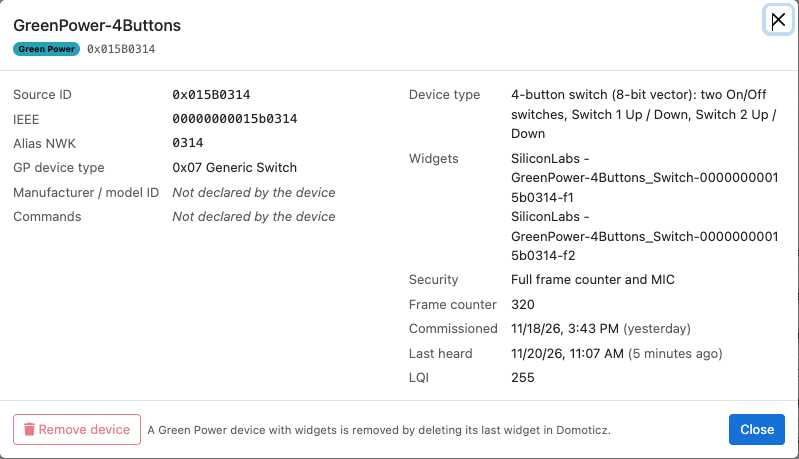 GreenPower-4Buttons
Green Power 0x015B0314
Source ID 0x015B0314
IEEE 00000000015b0314
Alias NWK 0314
GP device type 0x07 Generic Switch
Manufacturer / model ID Not declared by the device
Commands Not declared by the device
Device type 4-button switch (8-bit vector): two On/Off
switches, Switch 1 Up / Down, Switch 2 Up /
Down
Widgets SiliconLabs -
GreenPower-4Buttons_Switch-0000000001
5b0314-f1
SiliconLabs -
GreenPower-4Buttons_Switch-0000000001
5b0314-f2
Security Full frame counter and MIC
Frame counter 320
Commissioned 11/18/26, 3:43 PM (yesterday)
Last heard 11/20/26, 11:07 AM (5 minutes ago)
LQI 255
Remove device A Green Power device with widgets is removed by deleting its last widget in Domoticz. Close